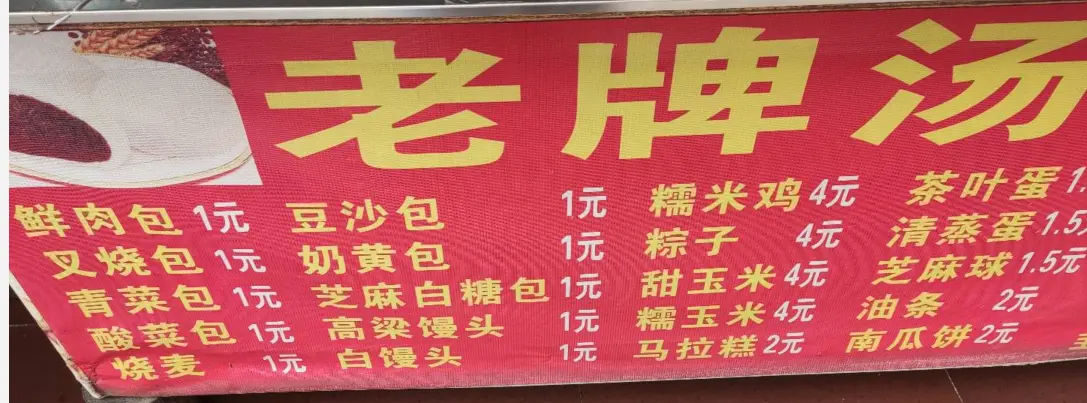 老牌汤
鲜肉包 1元
叉烧包 1元
青菜包 1元
酸菜包 1元
烧麦 1元
豆沙包 1元
奶黄包 1元
芝麻白糖包 1元
高梁馒头 1元
白馒头 1元
糯米鸡 4元
粽子 4元
甜玉米 4元
糯玉米 4元
马拉糕 2元
茶叶蛋 1
清蒸蛋 1.5
芝麻球 1.5元
油条 2元
南瓜饼 2元